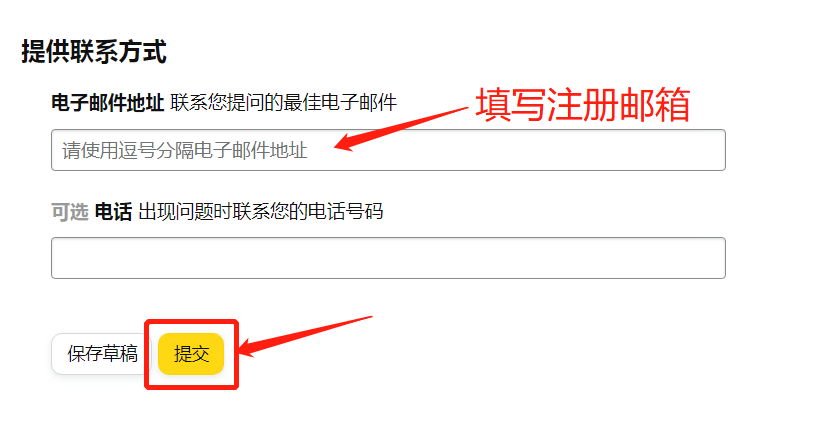 提供联系方式
电子邮件地址 联系您提问的最佳电子邮件
填写注册邮箱
请使用逗号分隔电子邮件地址
可选 电话 出现问题时联系您的电话号码
保存草稿
提交